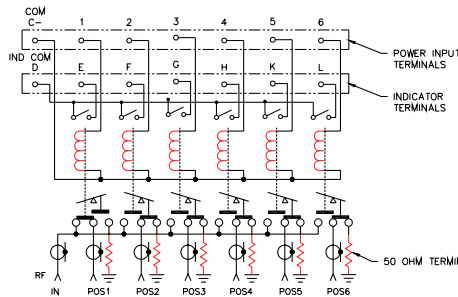 COM
C- 1 2 3 4 5 6
POWER INPUT
TERMINALS
IND COM
D E F G H K L
INDICATOR
TERMINALS
50 OHM
RF
IN POS1 POS2 POS3 POS4 POS5 POS6